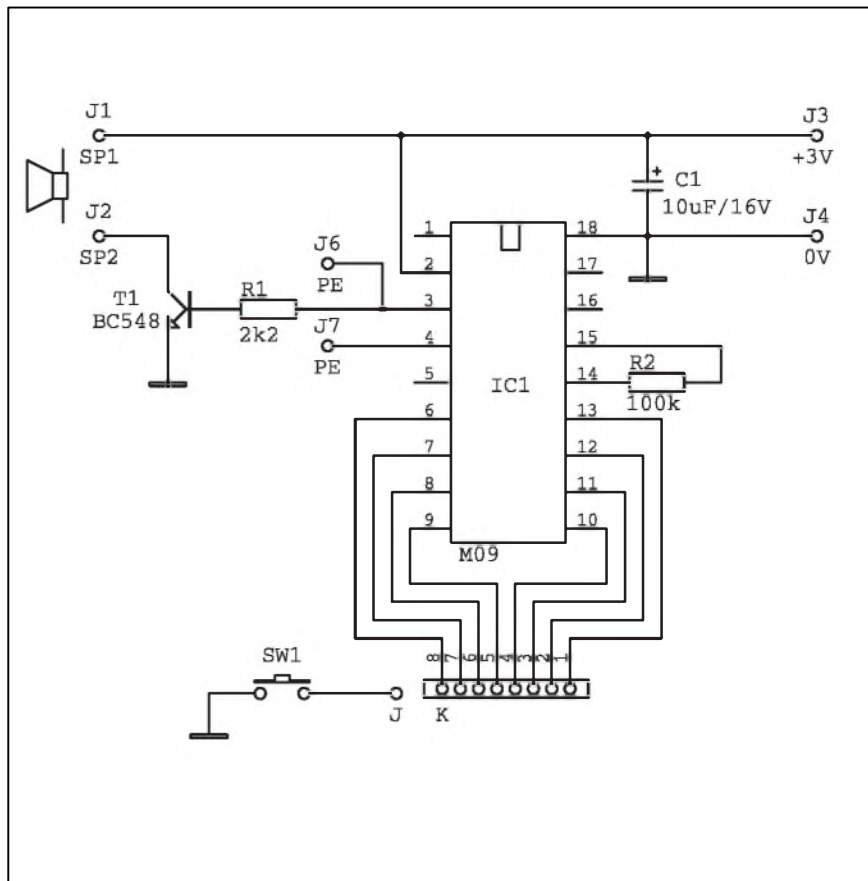 J1
SP1
J3
+3V
C1
10uF/16V
J2
SP2
J4
0V
J6
PE
J7
PE
T1
BC548
R1
2k2
1
2
3
4
5
6
7
8
9
18
17
16
15
14
13
12
11
10
IC1
M09
R2
100k
8 7 6 5 4 3 2 1
SW1
J
K